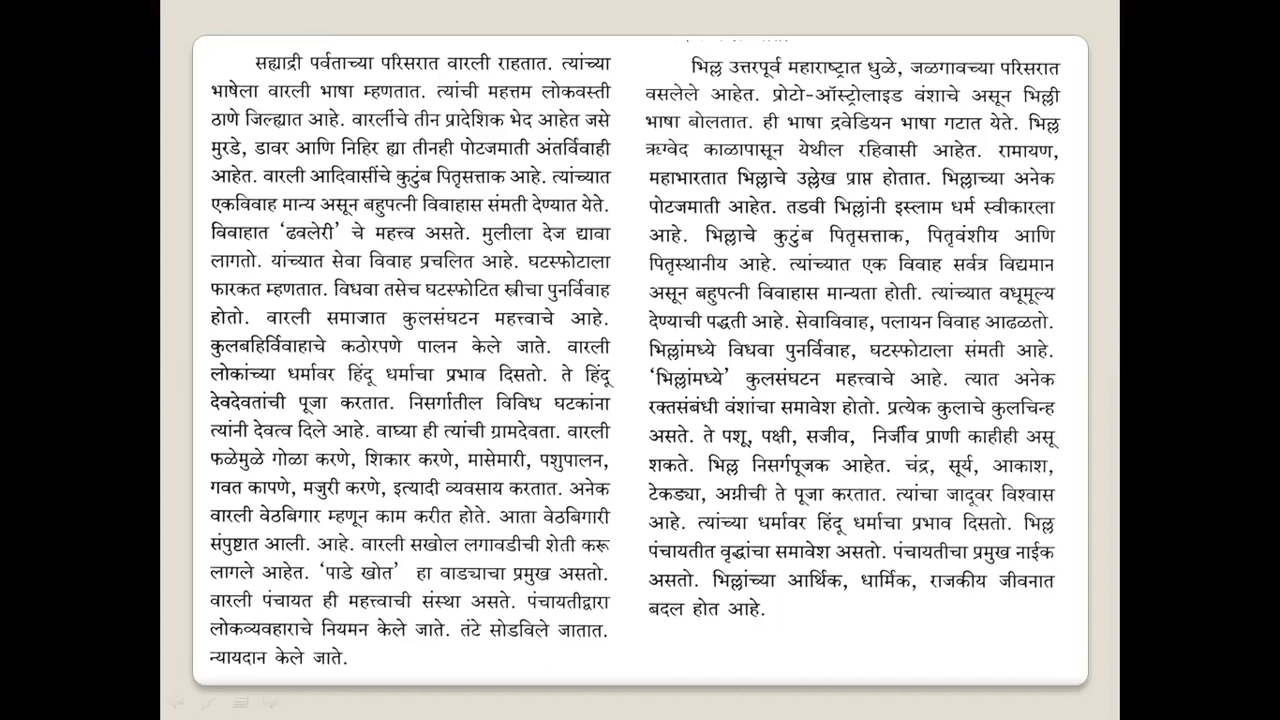 सह्याद्री पर्वताच्या परिसरात वारली राहतात. त्यांच्या
भाषेला वारली भाषा म्हणतात. त्यांची महत्तम लोकवस्ती
ठाणे जिल्ह्यात आहे. वारलींचे तीन प्रादेशिक भेद आहेत जसे
मुरडे, डावर आणि निहिर ह्या तीनही पोटजमाती अंतर्विवाही
आहेत. वारली आदिवासींचे कुटुंब पितृसत्ताक आहे. त्यांच्यात
एकविवाह मान्य असून बहुपत्नी विवाहास संमती देण्यात येते.
विवाहात ‘ढवलेरी’ चे महत्त्व असते. मुलीला देज द्यावा
लागतो. यांच्यात सेवा विवाह प्रचलित आहे. घटस्फोटाला
फारकत म्हणतात. विधवा तसेच घटस्फोटित स्त्रीचा पुनर्विवाह
होतो. वारली समाजात कुलसंघटन महत्त्वाचे आहे.
कुलबहिर्विवाहाचे कठोरपणे पालन केले जाते. वारली
लोकांच्या धर्मावर हिंदू धर्माचा प्रभाव दिसतो. ते हिंदू
देवदेवतांची पूजा करतात. निसर्गातील विविध घटकांना
त्यांनी देवत्व दिले आहे. वाघ्या ही त्यांची ग्रामदेवता. वारली
फळेमुळे गोळा करणे, शिकार करणे, मासेमारी, पशुपालन,
गवत कापणे, मजुरी करणे, इत्यादी व्यवसाय करतात. अनेक
वारली वेठबिगार म्हणून काम करीत होते. आता वेठबिगारी
संपुष्टात आली. आहे. वारली सखोल लगावडीची शेती करू
लागले आहेत. ‘पाडे खोत’ हा वाड्याचा प्रमुख असतो.
वारली पंचायत ही महत्त्वाची संस्था असते. पंचायतीद्वारा
लोकव्यवहाराचे नियमन केले जाते. तंटे सोडविले जातात.
न्यायदान केले जाते.
भिल्ल उत्तरपूर्व महाराष्ट्रात धुळे, जळगावच्या परिसरात
वसलेले आहेत. प्रोटो-ऑस्ट्रोलाइड वंशाचे असून भिल्ली
भाषा बोलतात. ही भाषा द्रवेडियन भाषा गटात येते. भिल्ल
ऋग्वेद काळापासून येथील रहिवासी आहेत. रामायण,
महाभारतात भिल्लाचे उल्लेख प्राप्त होतात. भिल्लाच्या अनेक
पोटजमाती आहेत. तडवी भिल्लांनी इस्लाम धर्म स्वीकारला
आहे. भिल्लाचे कुटुंब पितृसत्ताक, पितृवंशीय आणि
पितृस्थानीय आहे. त्यांच्यात एक विवाह सर्वत्र विद्यमान
असून बहुपत्नी विवाहास मान्यता होती. त्यांच्यात वधूमूल्य
देण्याची पद्धती आहे. सेवाविवाह, पलायन विवाह आढळतो.
भिल्लांमध्ये विधवा पुनर्विवाह, घटस्फोटाला संमती आहे.
‘भिल्लांमध्ये’ कुलसंघटन महत्त्वाचे आहे. त्यात अनेक
रक्तसंबंधी वंशांचा समावेश होतो. प्रत्येक कुलाचे कुलचिन्ह
असते. ते पशू, पक्षी, सजीव, निर्जीव प्राणी काहीही असू
शकते. भिल्ल निसर्गपूजक आहेत. चंद्र, सूर्य, आकाश,
टेकड्या, अग्नीची ते पूजा करतात. त्यांचा जादूवर विश्वास
आहे. त्यांच्या धर्मावर हिंदू धर्माचा प्रभाव दिसतो. भिल्ल
पंचायतीत वृद्धांचा समावेश असतो. पंचायतीचा प्रमुख नाईक
असतो. भिल्लांच्या आर्थिक, धार्मिक, राजकीय जीवनात
बदल होत आहे.